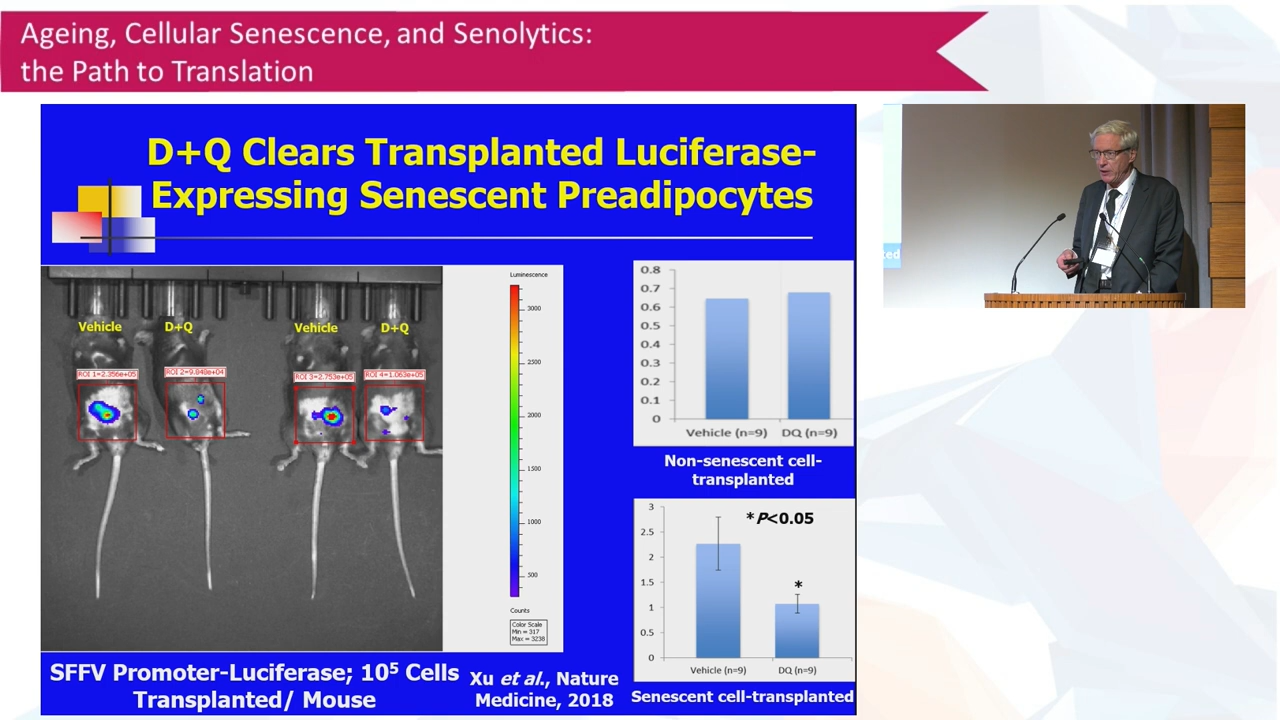 Ageing, Cellular Senescence, and Senolytics:
the Path to Translation
D+Q Clears Transplanted Luciferase-
Expressing Senescent Preadipocytes
Vehicle
D+Q
Vehicle
D+Q
ROI 1=2.356e+05
ROI 2=9.848e+04
ROI 3=2.753e+05
ROI 4=1.063e+05
Luminescence
3000
2500
2000
1500
1000
500
Counts
Color Scale
Min = 317
Max = 3238
SFFV Promoter-Luciferase; 10⁵ Cells
Transplanted/ Mouse
Xu et al., Nature
Medicine, 2018
0.8
0.7
0.6
0.5
0.4
0.3
0.2
0.1
0
Vehicle (n=9) DQ (n=9)
Non-senescent cell-
transplanted
3
2.5
2
1.5
1
0.5
0
*P<0.05
*
Vehicle (n=9) DQ (n=9)
Senescent cell-transplanted